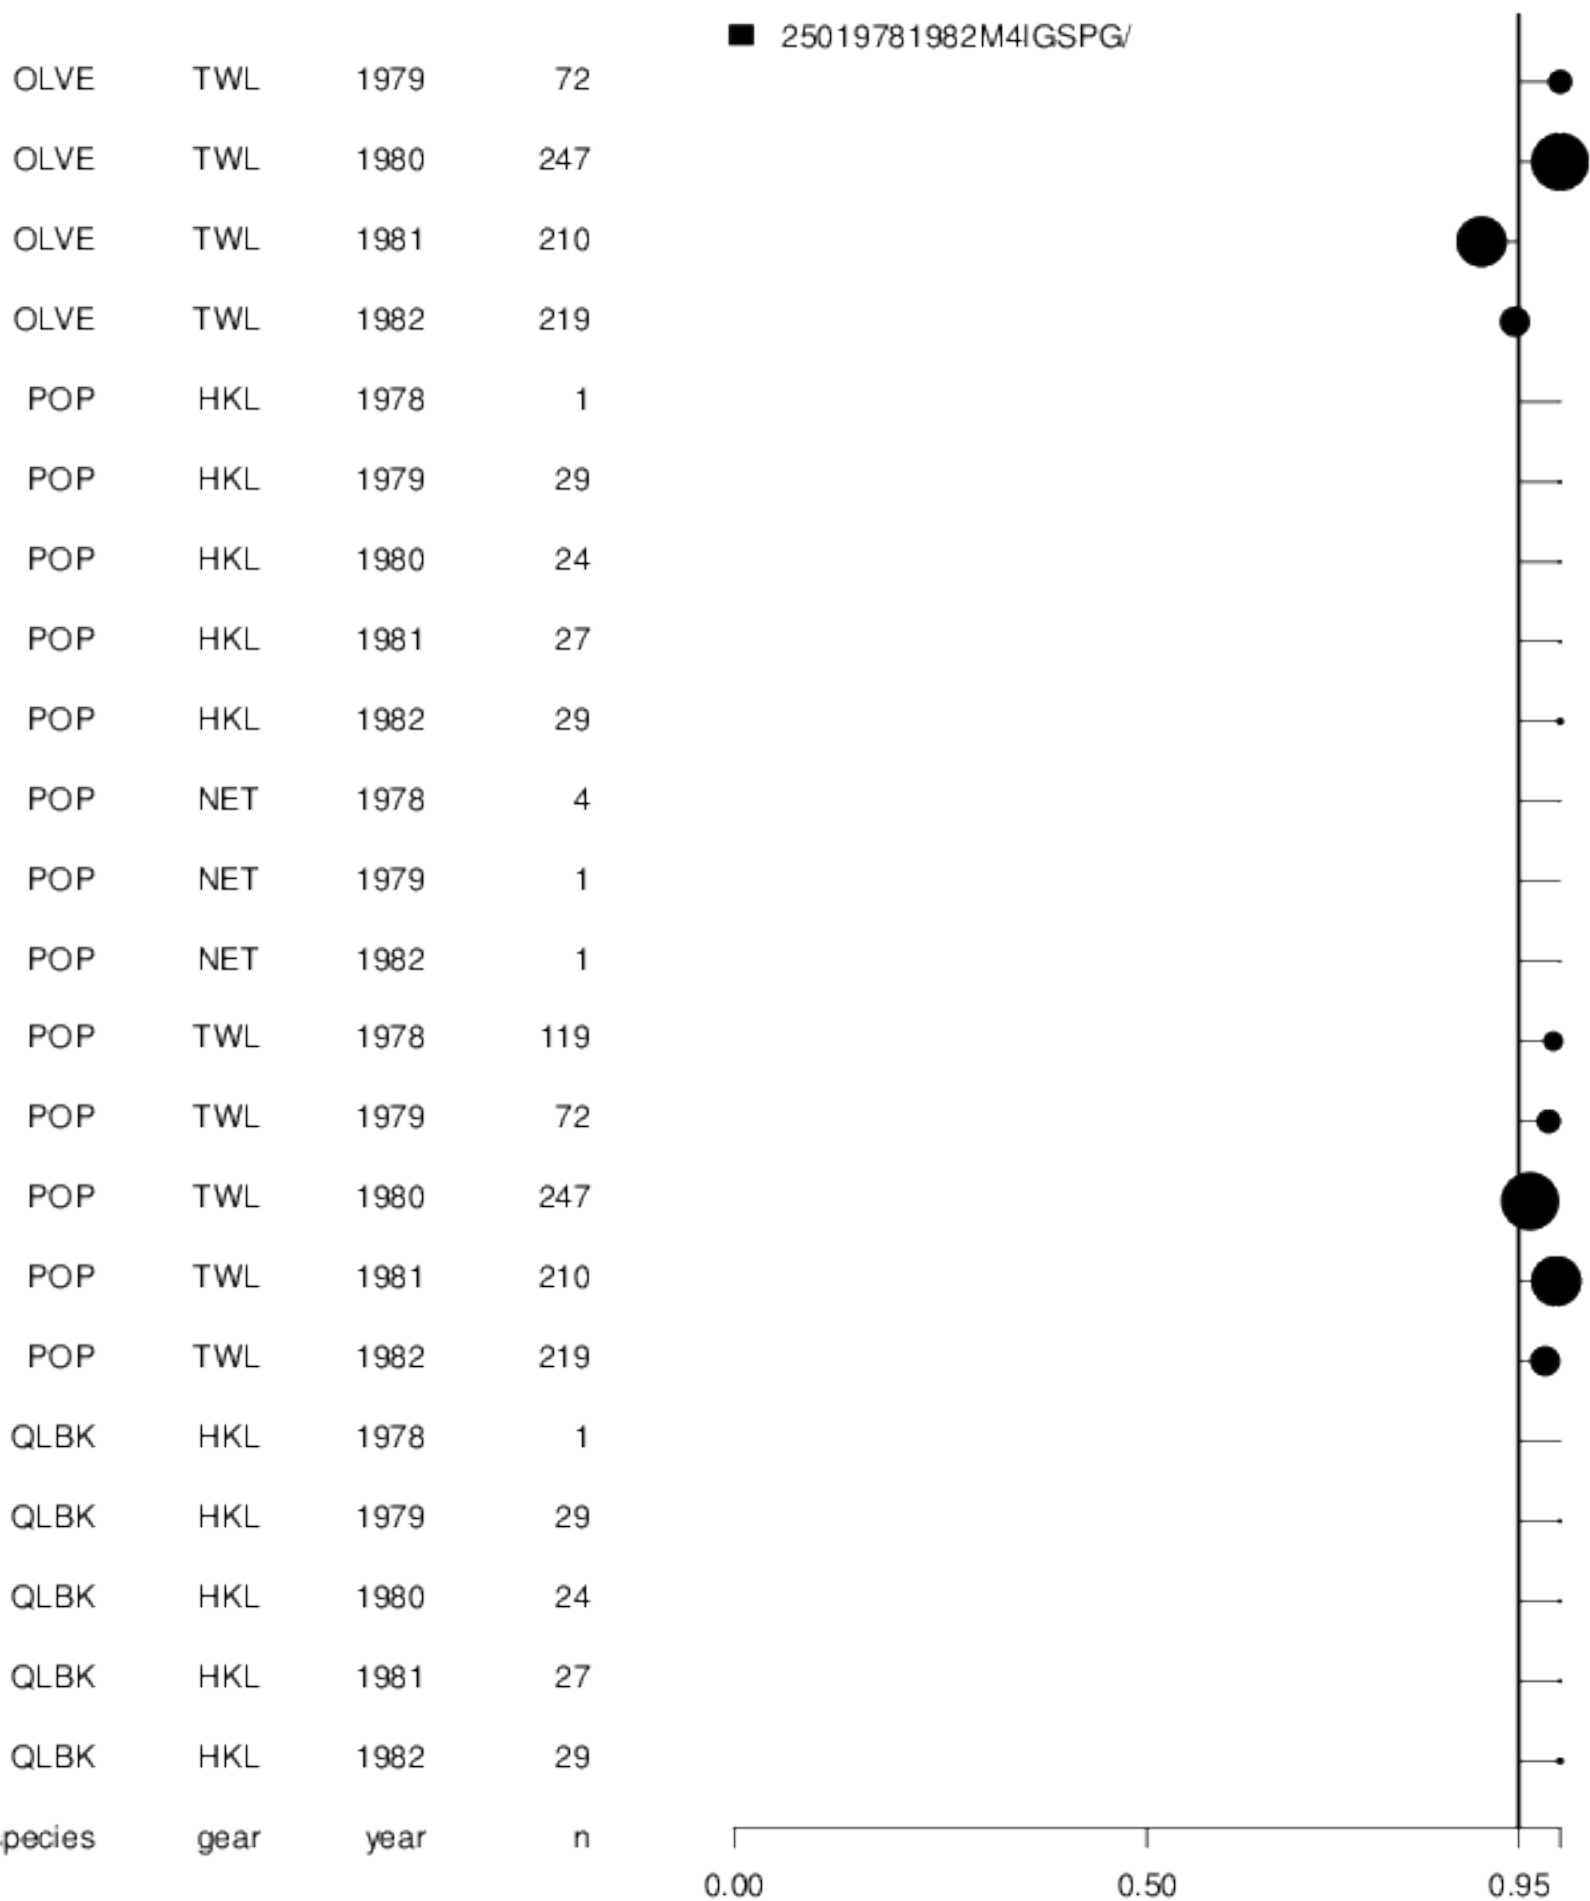 25019781982M4IGSPG/
OLVE TWL 1979 72
OLVE TWL 1980 247
OLVE TWL 1981 210
OLVE TWL 1982 219
POP HKL 1978 1
POP HKL 1979 29
POP HKL 1980 24
POP HKL 1981 27
POP HKL 1982 29
POP NET 1978 4
POP NET 1979 1
POP NET 1982 1
POP TWL 1978 119
POP TWL 1979 72
POP TWL 1980 247
POP TWL 1981 210
POP TWL 1982 219
QLBK HKL 1978 1
QLBK HKL 1979 29
QLBK HKL 1980 24
QLBK HKL 1981 27
QLBK HKL 1982 29
pecies gear year n
0.00 0.50 0.95